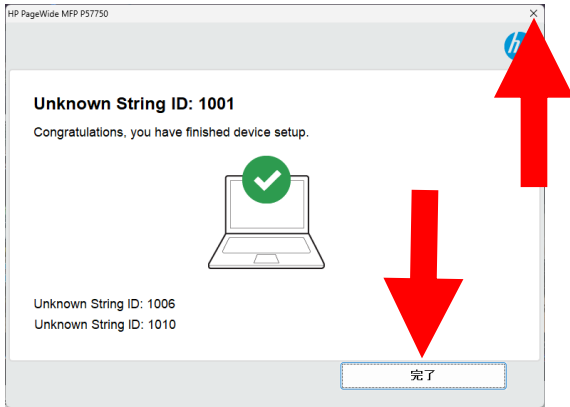 HP PageWide MFP P57750
Unknown String ID: 1001
Congratulations, you have finished device setup.
Unknown String ID: 1006
Unknown String ID: 1010
完了